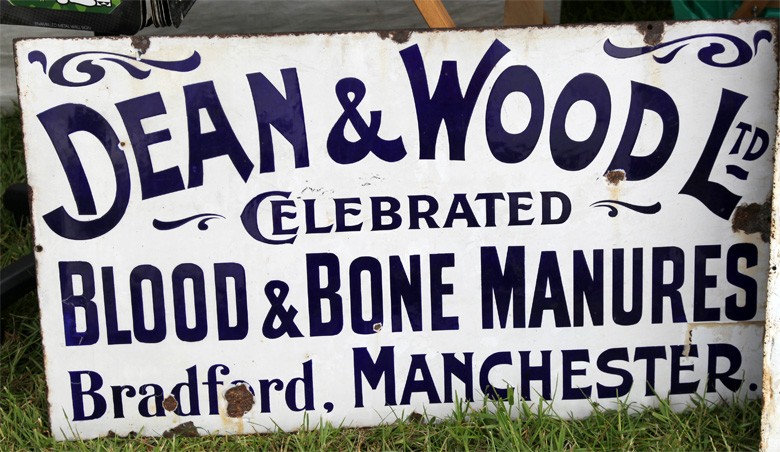 DEAN & WOOD LTD
CELEBRATED
BLOOD & BONE MANURES
Bradford, MANCHESTER.